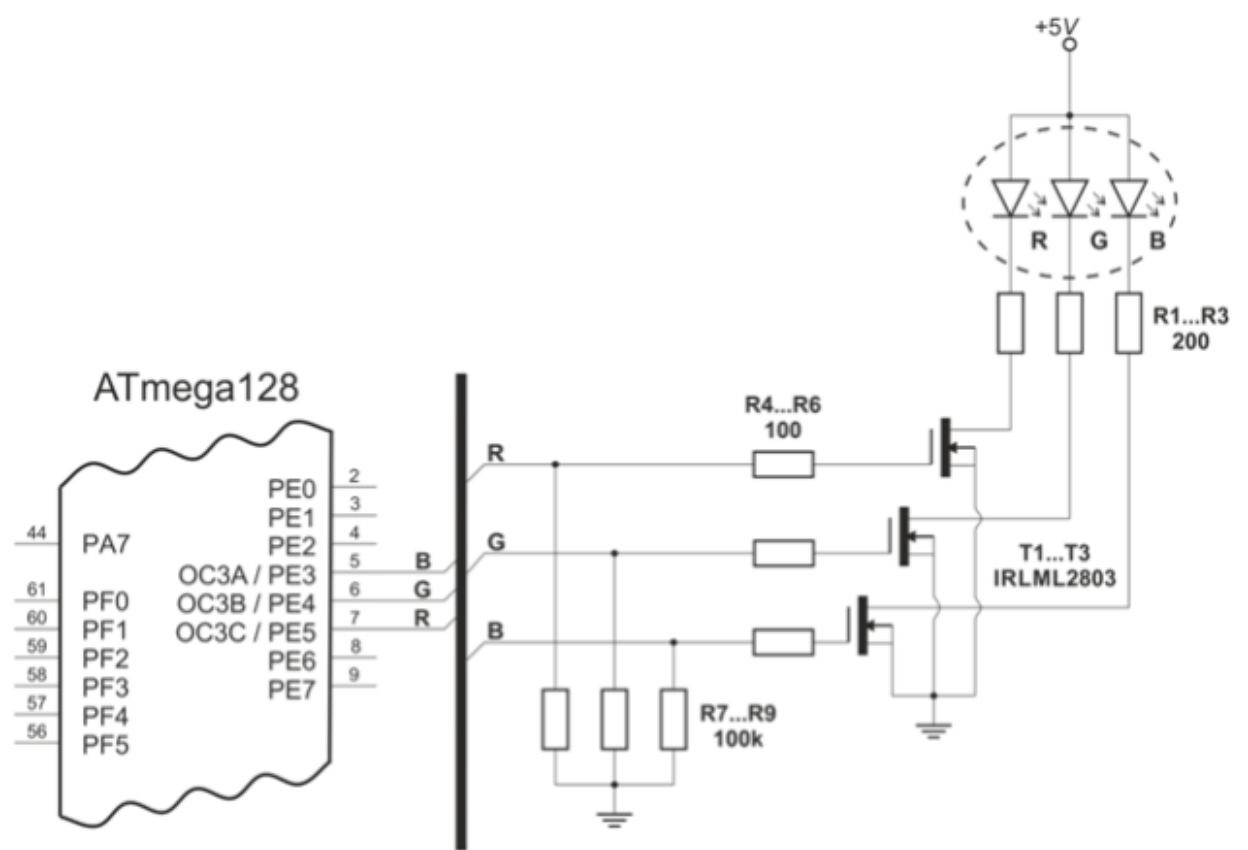 +5V
R
G
B
R1...R3
200
ATmega128
R4...R6
100
R
PE0
2
PE1
3
44
PA7
PE2
4
G
T1...T3
IRLML2803
OC3A / PE3
5
B
61
PF0
OC3B / PE4
6
G
60
PF1
OC3C / PE5
7
R
B
59
PF2
PE6
8
58
PF3
PE7
9
57
PF4
56
PF5
R7...R9
100k